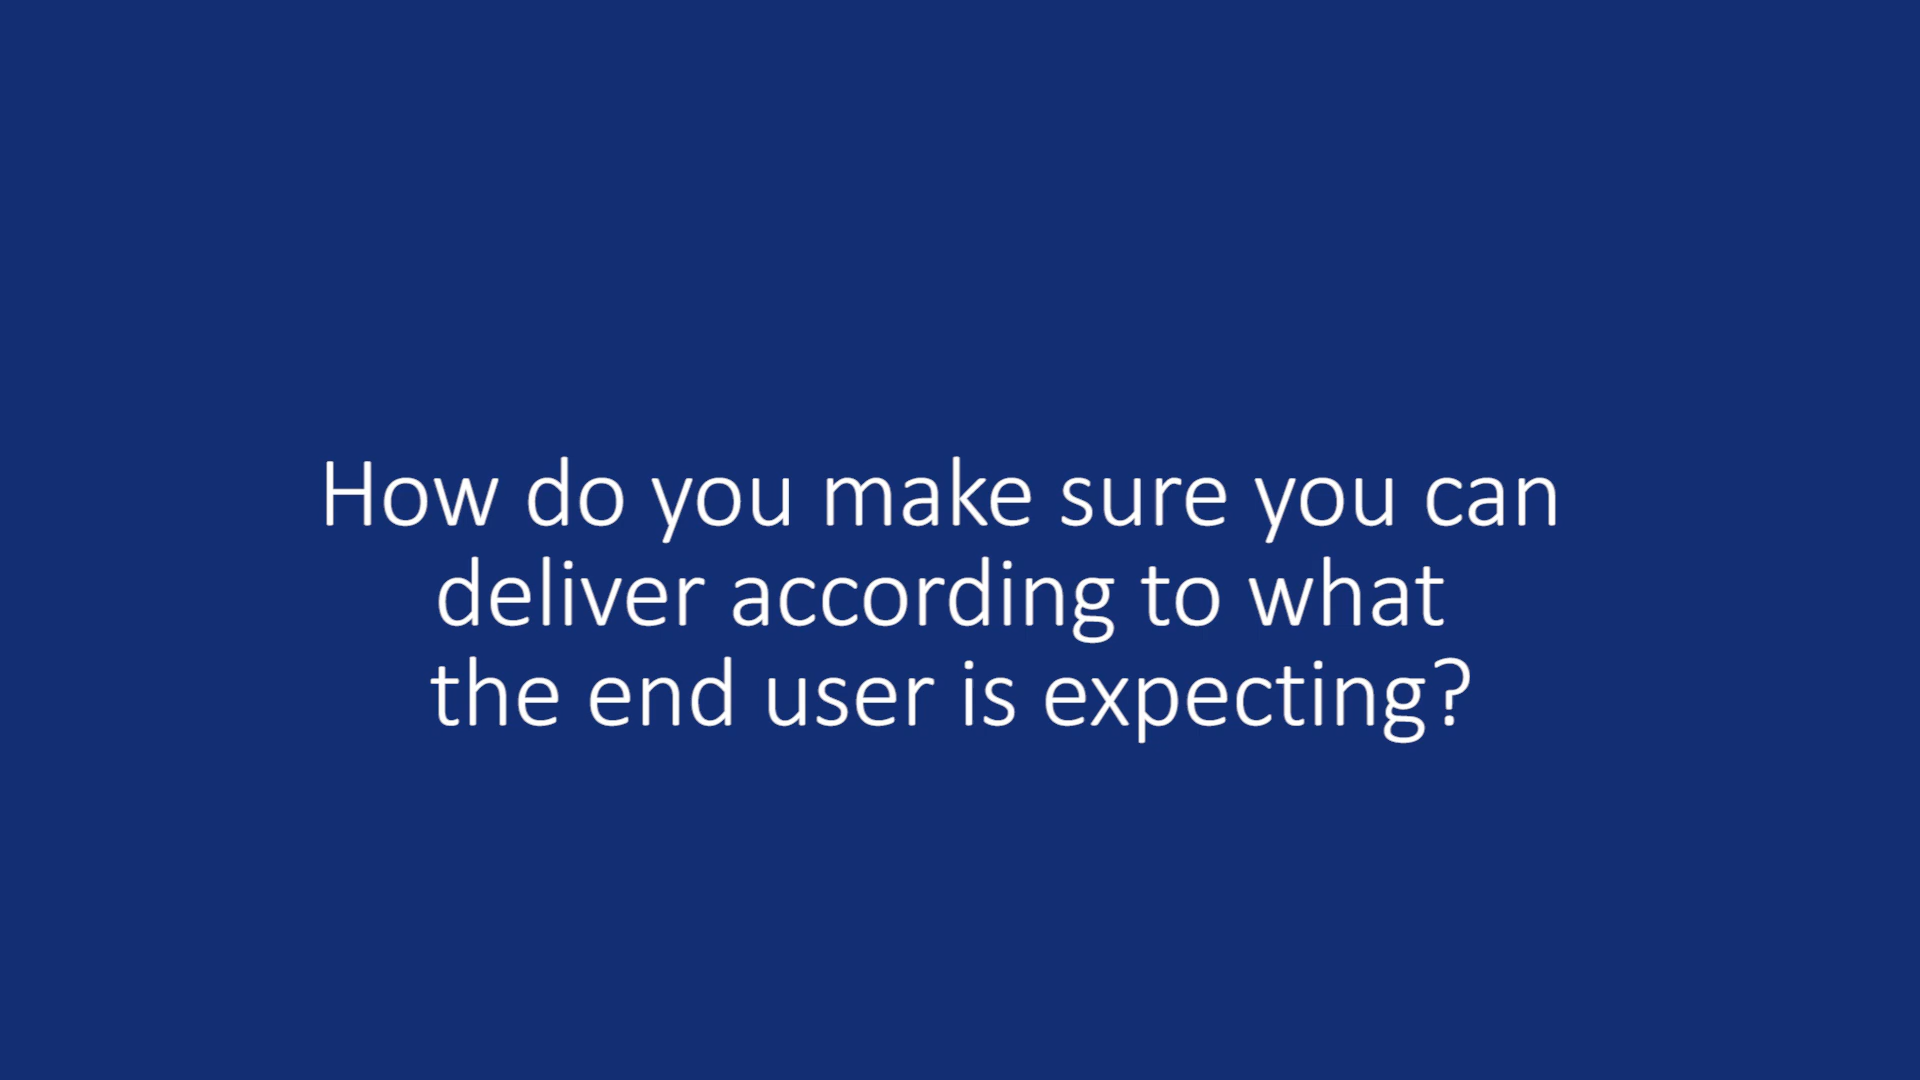 How do you make sure you can
deliver according to what
the end user is expecting?